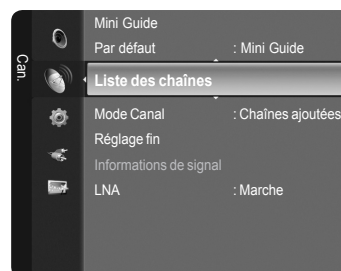 Can.
Mini Guide
Par défaut : Mini Guide
Liste des chaînes
Mode Canal : Chaînes ajoutées
Réglage fin
Informations de signal
LNA : Marche